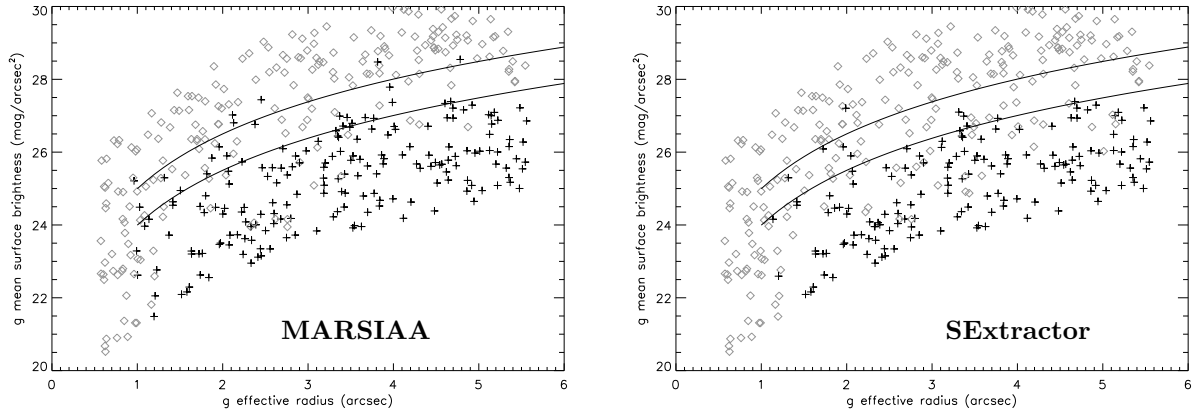 30
28
26
24
22
20
g mean surface brightness (mag/arcsec²)
MARSIAA
0 1 2 3 4 5 6
g effective radius (arcsec)
30
28
26
24
22
20
g mean surface brightness (mag/arcsec²)
SExtractor
0 1 2 3 4 5 6
g effective radius (arcsec)